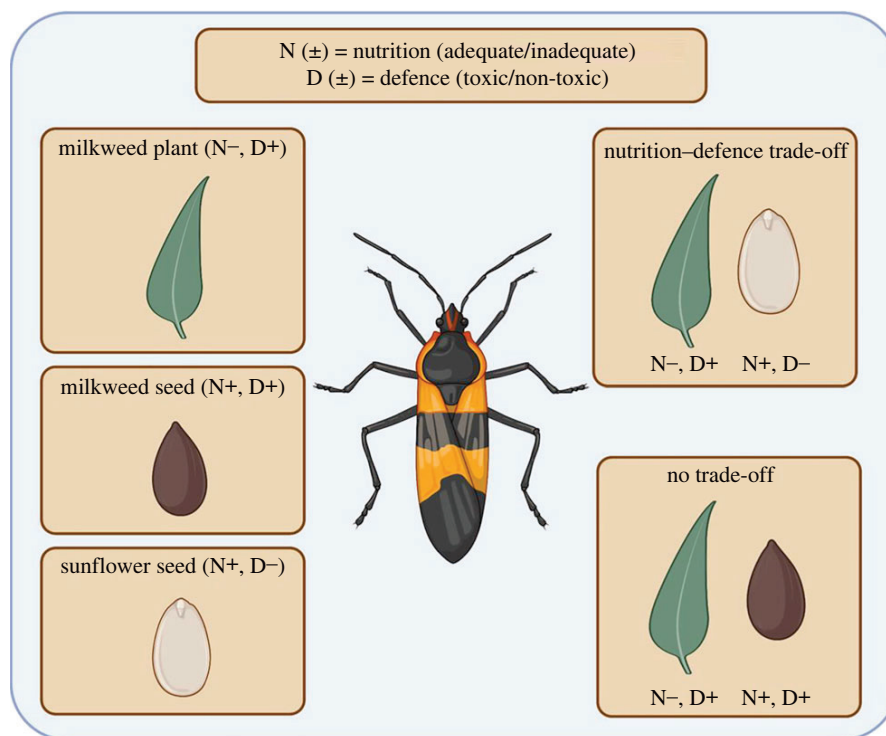 N (±) = nutrition (adequate/inadequate)
D (±) = defence (toxic/non-toxic)
milkweed plant (N−, D+)
milkweed seed (N+, D+)
sunflower seed (N+, D−)
nutrition–defence trade-off
N−, D+ N+, D−
no trade-off
N−, D+ N+, D+